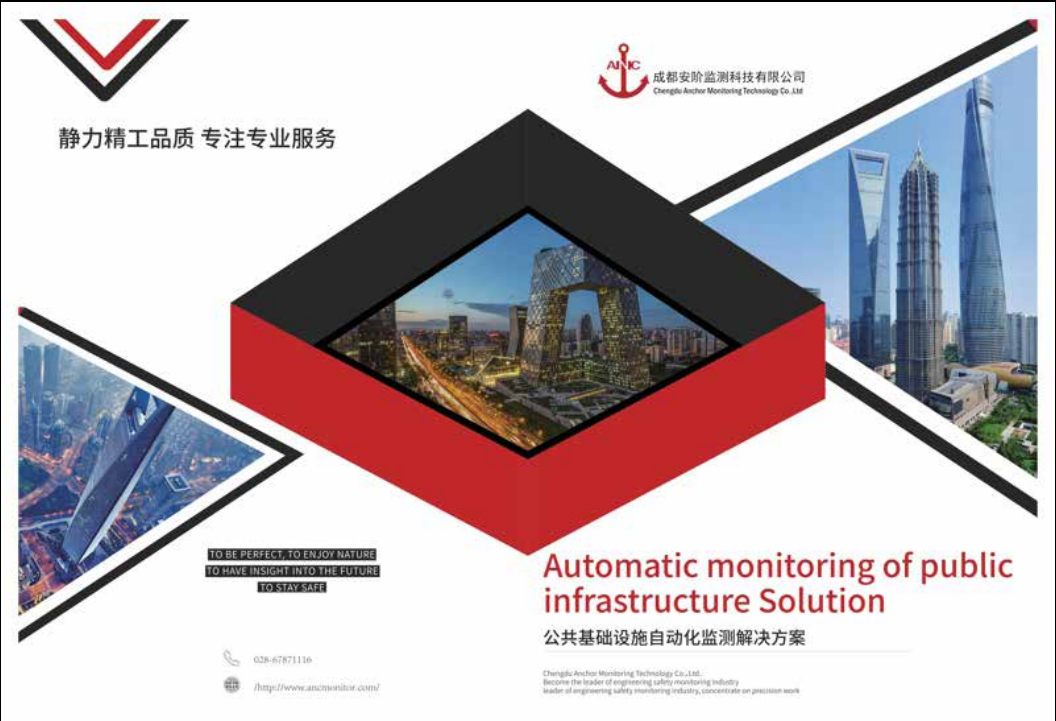 静力精工品质 专注专业服务
TO BE PERFECT, TO ENJOY NATURE
TO HAVE INSIGHT INTO THE FUTURE
TO STAY SAFE
028-67871116
/http://www.ancmonitor.com/
ANC
成都安阶监测科技有限公司
Chengdu Anchor Monitoring Technology Co.,Ltd
Automatic monitoring of public
infrastructure Solution
公共基础设施自动化监测解决方案
Chengdu Anchor Monitoring Technology Co.,Ltd.
Become the leader of engineering safety monitoring industry
leader of engineering safety monitoring industry, concentrate on precision work